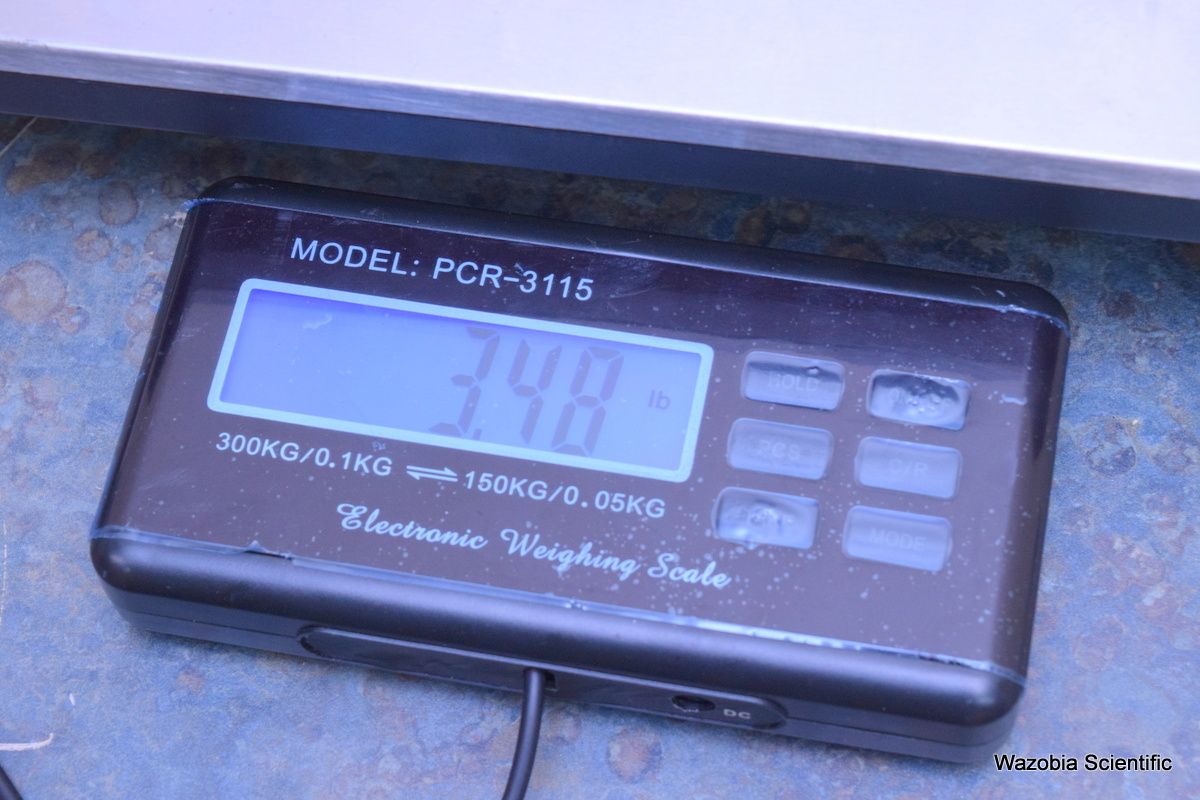 MODEL: PCR-3115
3.48 lb
HOLD
PCS
C/R
MODE
300KG/0.1KG ⇌ 150KG/0.05KG
Electronic Weighing Scale
DC
Wazobia Scientific